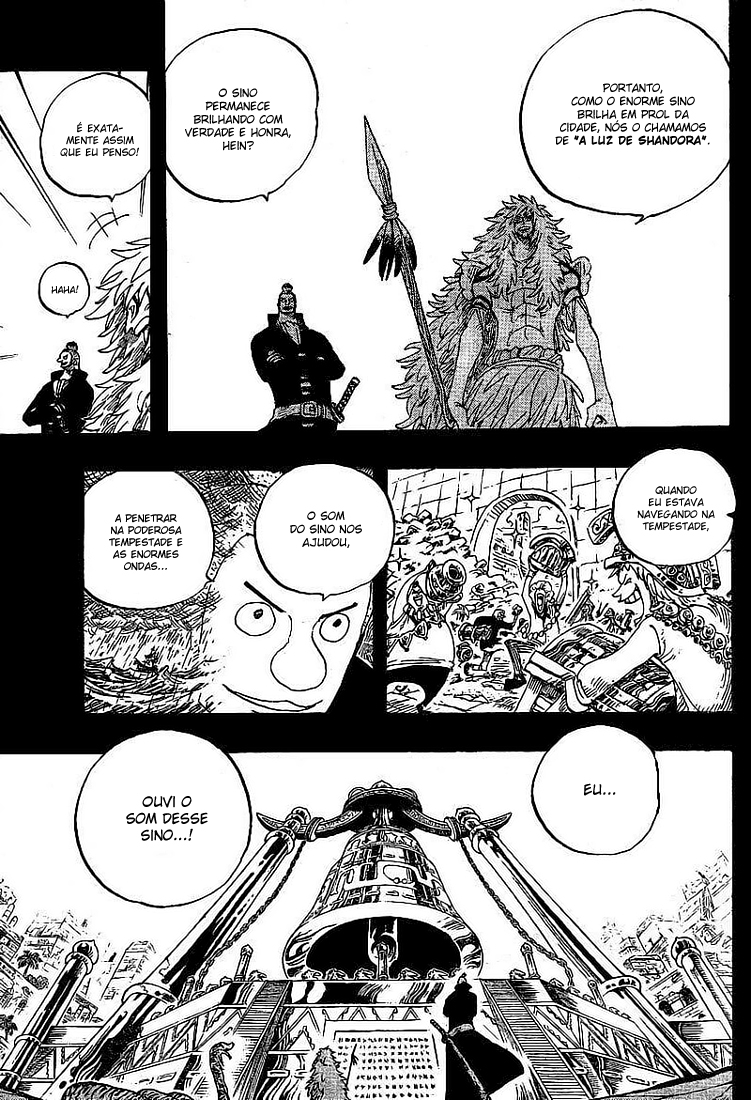 PORTANTO,
COMO O ENORME SINO
BRILHA EM PROL DA
CIDADE, NÓS O CHAMAMOS
DE "A LUZ DE SHANDORA".
O SINO
PERMANECE
BRILHANDO COM
VERDADE E HONRA,
HEIN?
É EXATA-
MENTE ASSIM
QUE EU PENSO!
HAHA!
QUANDO
EU ESTAVA
NAVEGANDO NA
TEMPESTADE,
O SOM
DO SINO NOS
AJUDOU,
A PENETRAR
NA PODEROSA
TEMPESTADE E
AS ENORMES
ONDAS...
EU...
OUVI O
SOM DESSE
SINO...!